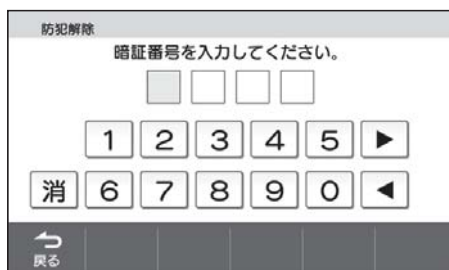 防犯解除
暗証番号を入力してください。
1 2 3 4 5 ▶
消 6 7 8 9 0 ◀
戻る